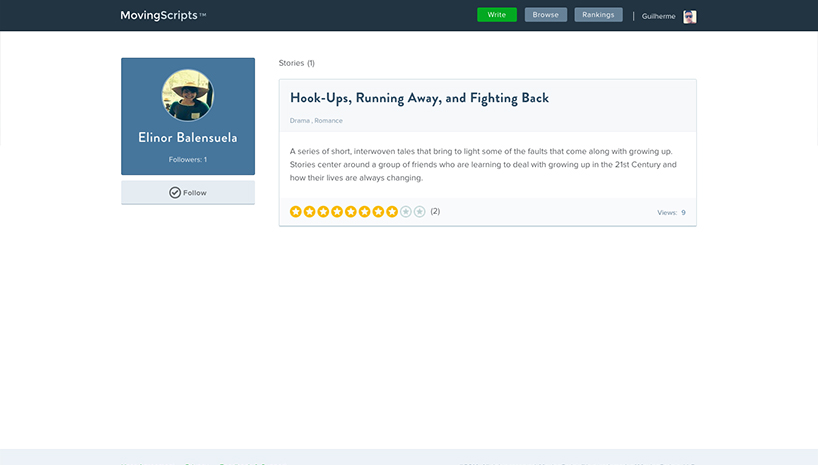 MovingScripts ™
Write
Browse
Rankings
Guilherme
Elinor Balensuela
Followers: 1
Follow
Stories (1)
Hook-Ups, Running Away, and Fighting Back
Drama , Romance
A series of short, interwoven tales that bring to light some of the faults that come along with growing up.
Stories center around a group of friends who are learning to deal with growing up in the 21st Century and
how their lives are always changing.
(2)
Views: 9